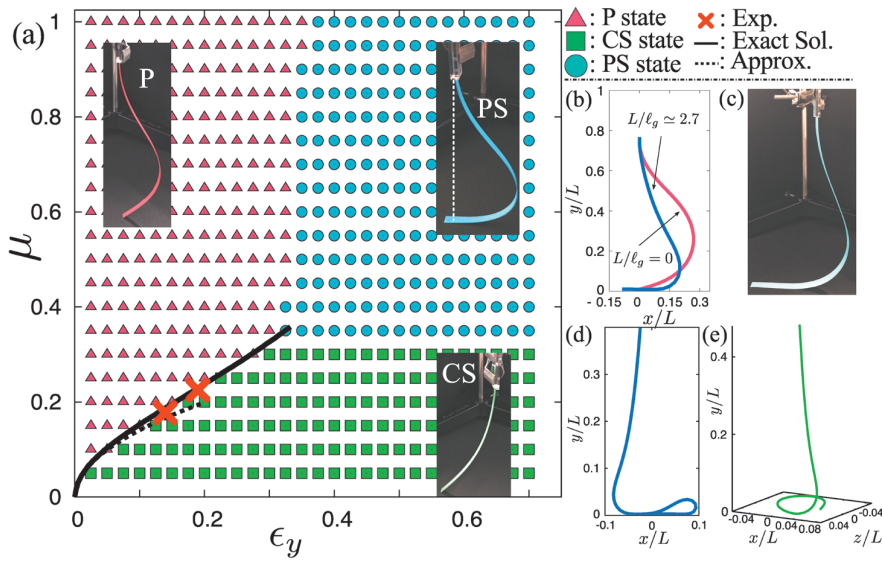 (a)
: P state
: CS state
: PS state
: Exp.
: Exact Sol.
: Approx.
P
PS
CS
1
0.8
0.6
0.4
0.2
0
μ
0
0.2
0.4
0.6
ϵ_y
(b)
L/ℓ_g ≃ 2.7
L/ℓ_g = 0
y/L
1
0.8
0.6
0.4
0.2
0
- 0.15
0
0.15
0.3
x/L
(c)
(d)
y/L
0.3
0.2
0.1
0
-0.1
0
0.1
x/L
(e)
y/L
0.4
0.2
0
-0.04
0
0.04
0.08
x/L
-0.04
0
0.04
z/L